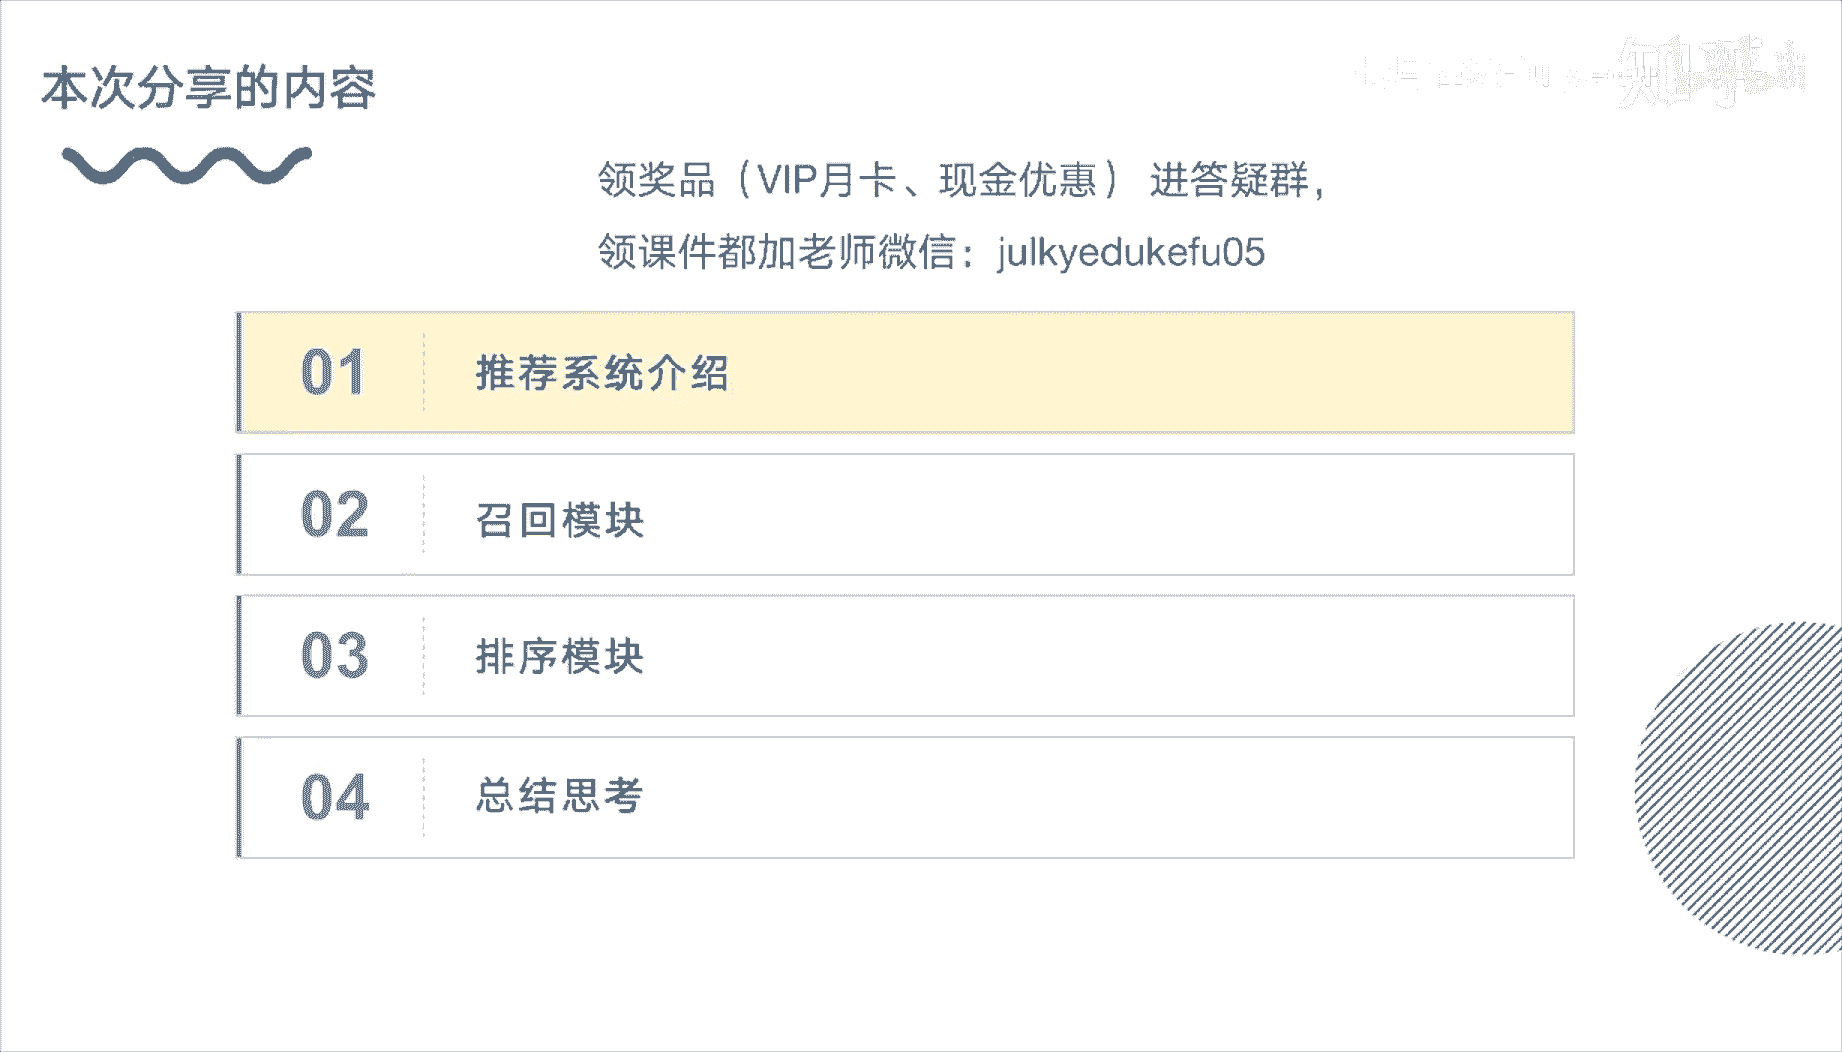 本次分享的内容
知乎
领奖品（VIP月卡、现金优惠） 进答疑群，
领课件都加老师微信：julkyedukefu05
01 推荐系统介绍
02 召回模块
03 排序模块
04 总结思考